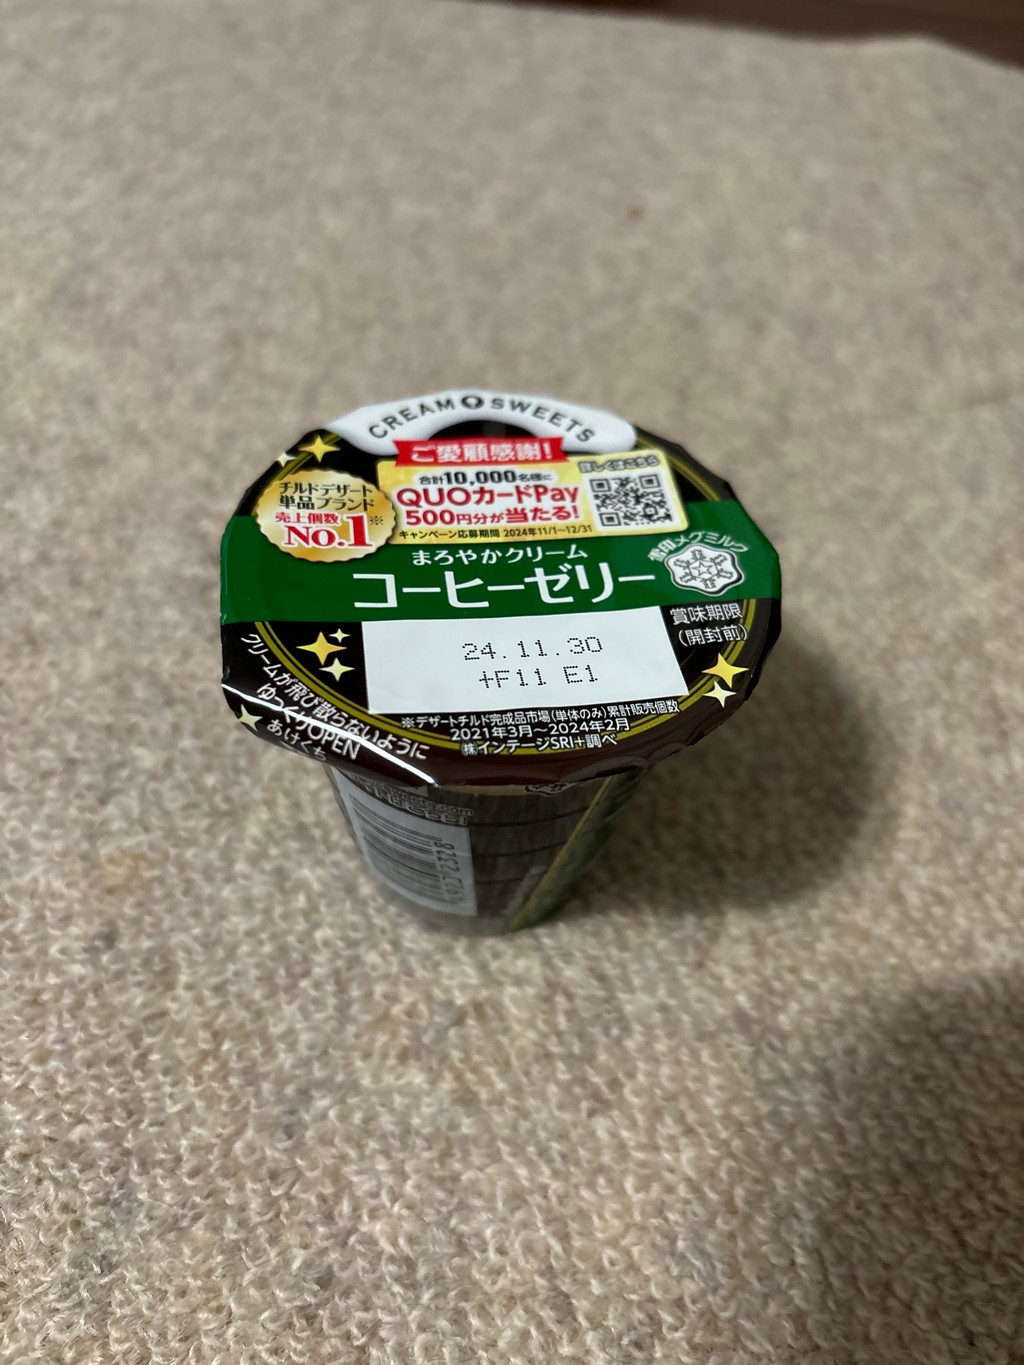 CREAM SWEETS
ご愛顧感謝!
詳しくはこちら
合計10,000名様に
QUOカードPay
500円分が当たる!
キャンペーン応募期間 2024年11/1~12/31
チルドデザート
単品ブランド
売上個数
No.1※
まろやかクリーム
コーヒーゼリー
雪印メグミルク
賞味期限
(開封前)
24.11.30
+F11 E1
※デザートチルド完成品市場(単体のみ)累計販売個数
2021年3月~2024年2月
㈱インテージSRI+調べ
クリームが飛び散らないように
ゆっくりOPEN
あけくち